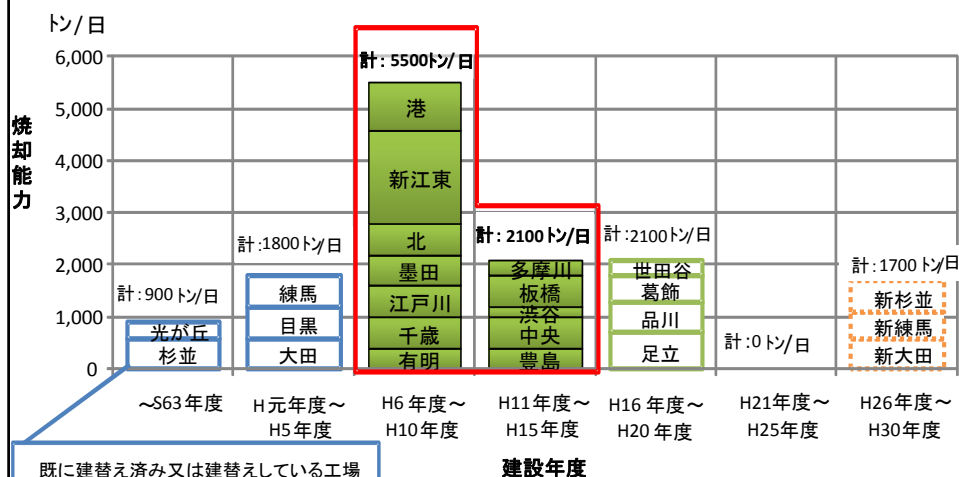 トン/日
焼却能力
6,000
5,000
4,000
3,000
2,000
1,000
0
計:900トン/日
光が丘
杉並
計:1800トン/日
練馬
目黒
大田
計:5500トン/日
港
新江東
北
墨田
江戸川
千歳
有明
計:2100トン/日
多摩川
板橋
渋谷
中央
豊島
計:2100トン/日
世田谷
葛飾
品川
足立
計:0トン/日
計:1700トン/日
新杉並
新練馬
新大田
～S63年度
H元年度～
H5年度
H6年度～
H10年度
H11年度～
H15年度
H16年度～
H20年度
H21年度～
H25年度
H26年度～
H30年度
建設年度
既に建替え済み又は建替えしている工場